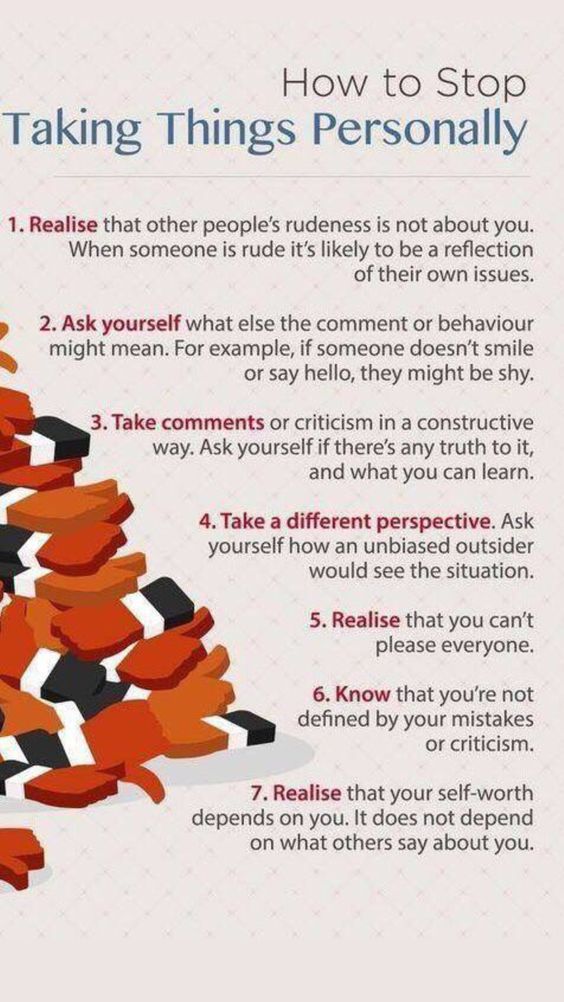 How to Stop
Taking Things Personally
1. Realise that other people's rudeness is not about you.
When someone is rude it's likely to be a reflection
of their own issues.
2. Ask yourself what else the comment or behaviour
might mean. For example, if someone doesn't smile
or say hello, they might be shy.
3. Take comments or criticism in a constructive
way. Ask yourself if there's any truth to it,
and what you can learn.
4. Take a different perspective. Ask
yourself how an unbiased outsider
would see the situation.
5. Realise that you can't
please everyone.
6. Know that you're not
defined by your mistakes
or criticism.
7. Realise that your self-worth
depends on you. It does not depend
on what others say about you.